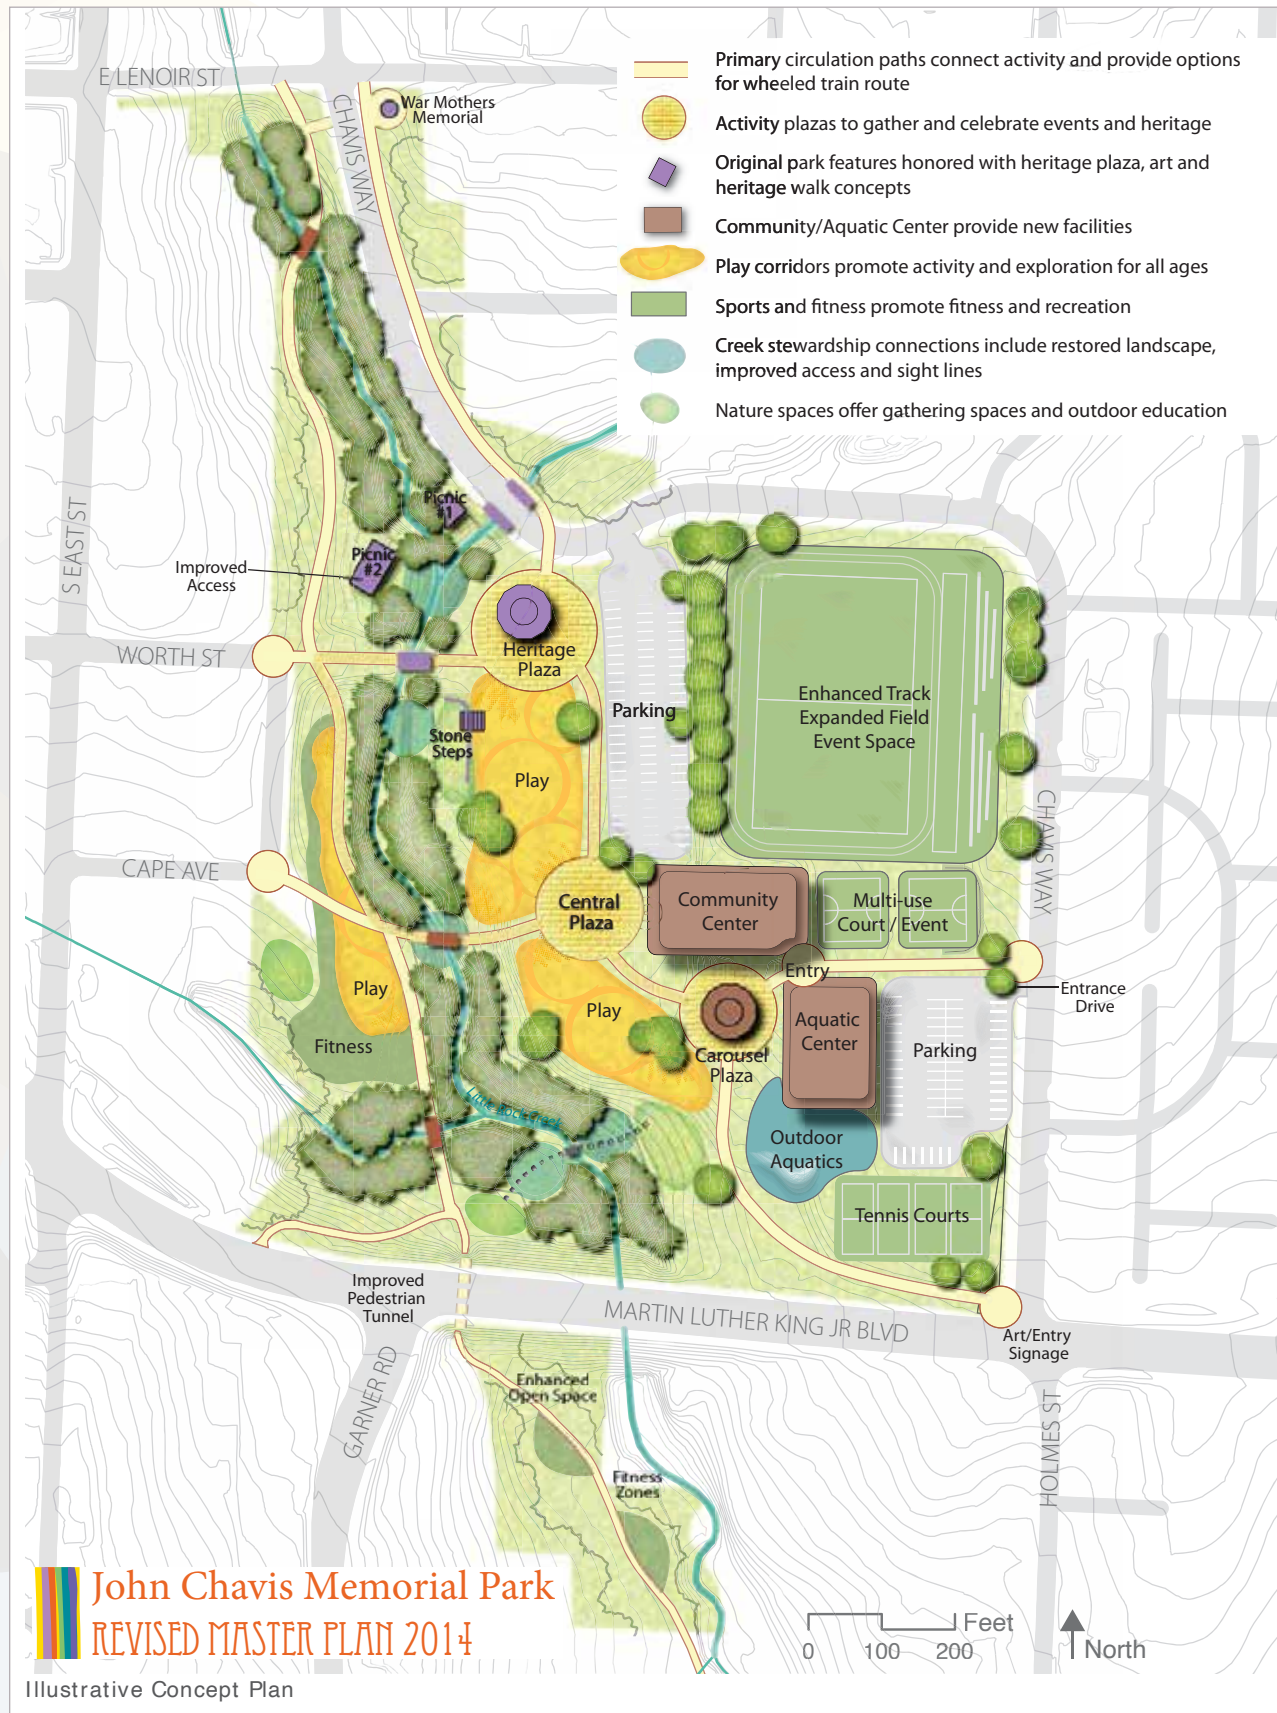 Primary circulation paths connect activity and provide options
for wheeled train route
Activity plazas to gather and celebrate events and heritage
Original park features honored with heritage plaza, art and
heritage walk concepts
Community/Aquatic Center provide new facilities
Play corridors promote activity and exploration for all ages
Sports and fitness promote fitness and recreation
Creek stewardship connections include restored landscape,
improved access and sight lines
Nature spaces offer gathering spaces and outdoor education
E LENOIR ST
CHAVIS WAY
War Mothers
Memorial
S EAST ST
Picnic
#1
Picnic
#2
Improved
Access
WORTH ST
Heritage
Plaza
Parking
Enhanced Track
Expanded Field
Event Space
Stone
Steps
Play
CHAVIS WAY
CAPE AVE
Central
Plaza
Community
Center
Multi-use
Court / Event
Entry
Entrance
Drive
Play
Play
Fitness
Carousel
Plaza
Aquatic
Center
Parking
Little Rock Creek
Outdoor
Aquatics
Tennis Courts
Improved
Pedestrian
Tunnel
MARTIN LUTHER KING JR BLVD
Art/Entry
Signage
GARNER RD
Enhanced
Open Space
HOLMES ST
Fitness
Zones
John Chavis Memorial Park
REVISED MASTER PLAN 2014
Feet
0 100 200
North
Illustrative Concept Plan